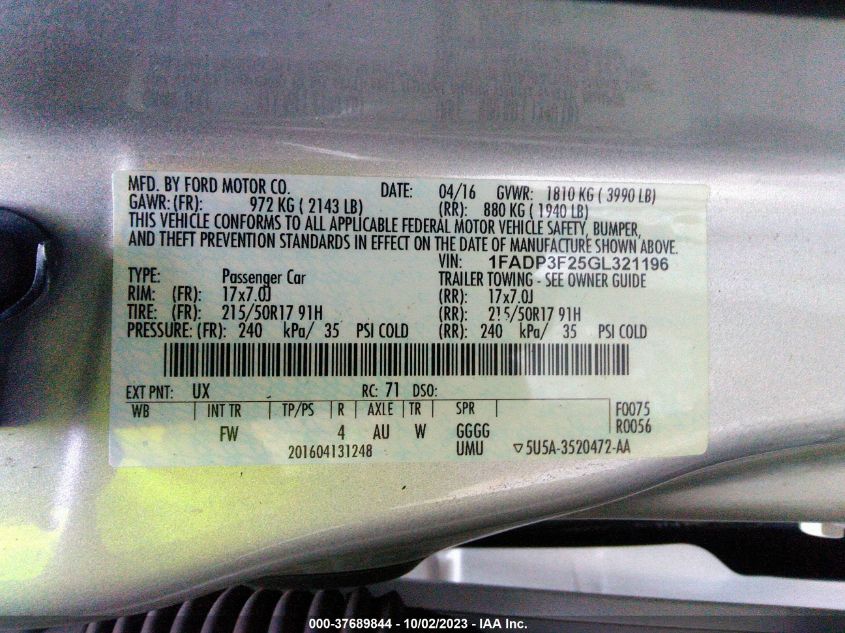 MFD. BY FORD MOTOR CO. DATE: 04/16 GVWR: 1810 KG ( 3990 LB)
GAWR: (FR): 972 KG ( 2143 LB) (RR): 880 KG ( 1940 LB)
THIS VEHICLE CONFORMS TO ALL APPLICABLE FEDERAL MOTOR VEHICLE SAFETY, BUMPER,
AND THEFT PREVENTION STANDARDS IN EFFECT ON THE DATE OF MANUFACTURE SHOWN ABOVE.
VIN: 1FADP3F25GL321196
TYPE: Passenger Car TRAILER TOWING - SEE OWNER GUIDE
RIM: (FR): 17x7.0J (RR): 17x7.0J
TIRE: (FR): 215/50R17 91H (RR): 215/50R17 91H
PRESSURE: (FR): 240 kPa/ 35 PSI COLD (RR): 240 kPa/ 35 PSI COLD
EXT PNT: UX RC: 71 DSO:
WB INT TR TP/PS R AXLE TR SPR F0075
FW 4 AU W GGGG R0056
201604131248 UMU ▽5U5A-3520472-AA
000-37689844 - 10/02/2023 - IAA Inc.